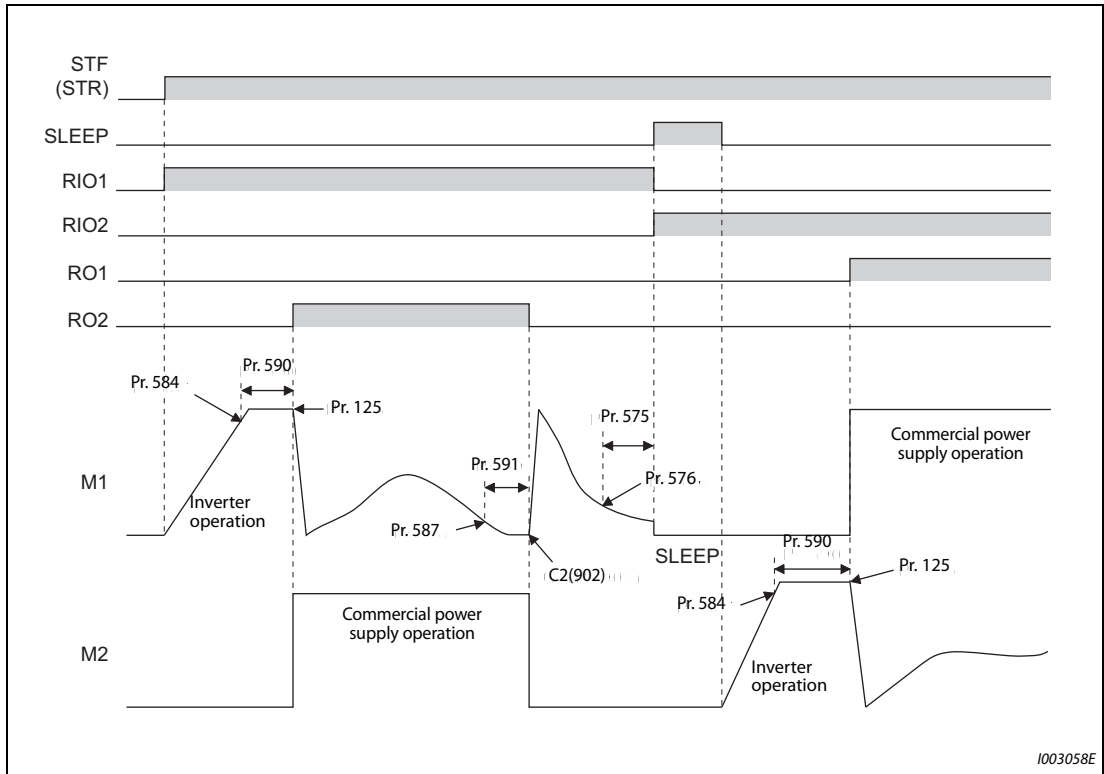 STF
(STR)
SLEEP
RIO1
RIO2
RO1
RO2
Pr. 590
Pr. 584
Pr. 125
Pr. 575
Commercial power
supply operation
Pr. 591
Pr. 576
M1
Inverter
operation
Pr. 587
SLEEP
Pr. 590
C2(902)
Pr. 125
Pr. 584
Commercial power
supply operation
M2
Inverter
operation
I003058E